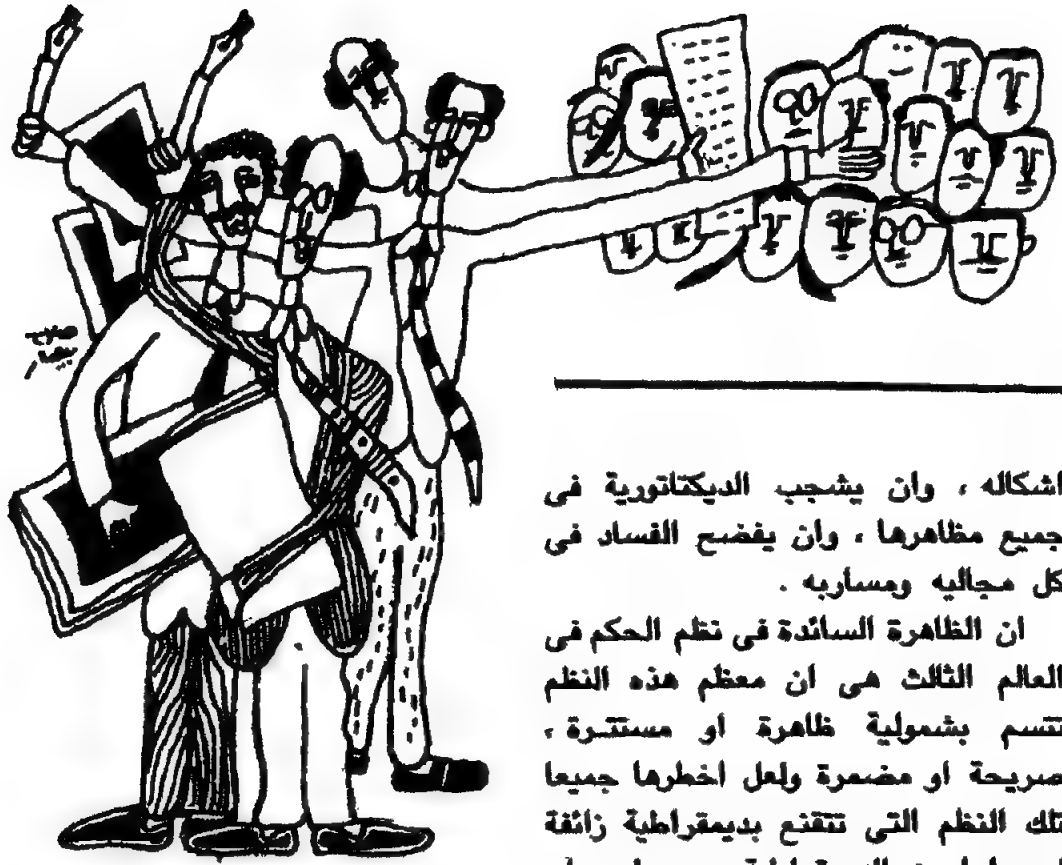 اشكاله ، وان يشجب الديكتاتورية فى
جميع مظاهرها ، وان يفضح الفساد فى
كل مجاليه ومساربه .
ان الظاهرة السائدة فى نظم الحكم فى
العالم الثالث هى ان معظم هذه النظم
تتسم بشمولية ظاهرة او مستترة ،
صريحة او مضمرة ولعل اخطرها جميعا
تلك النظم التى تتقنع بديمقراطية زائفة